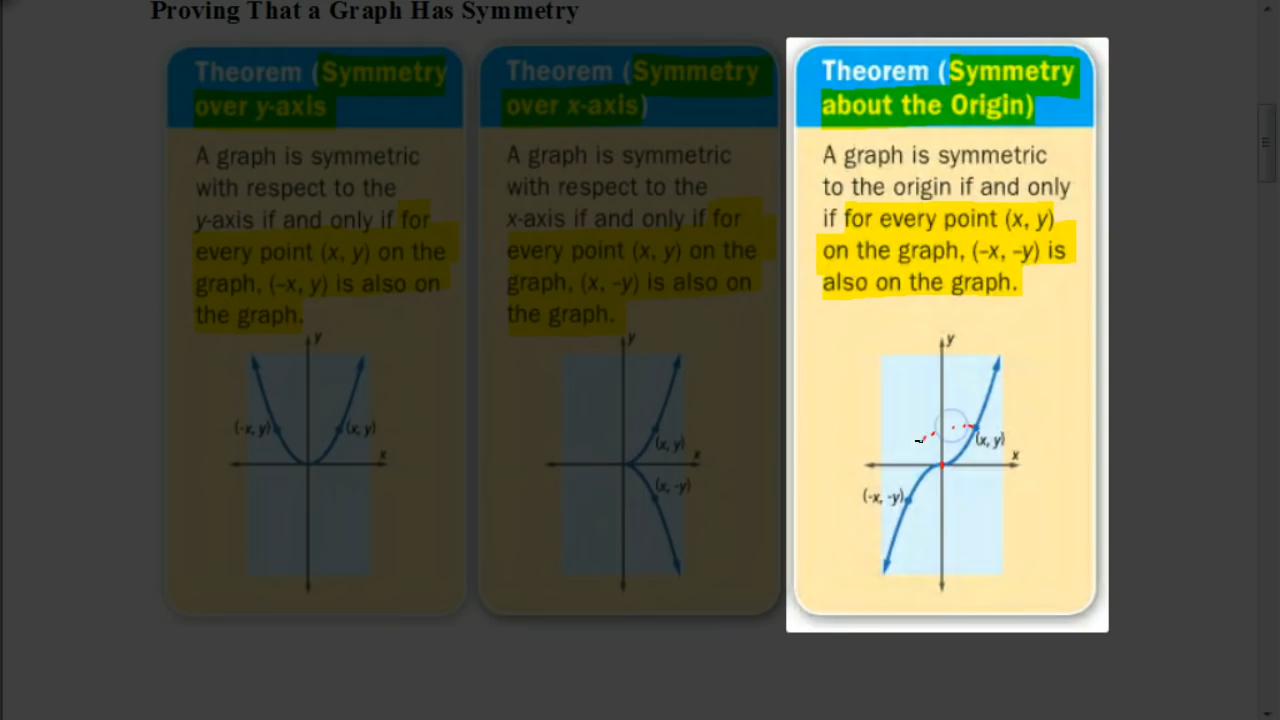 Proving That a Graph Has Symmetry
Theorem (Symmetry
over y-axis
A graph is symmetric
with respect to the
y-axis if and only if for
every point (x, y) on the
graph, (-x, y) is also on
the graph.
y
(-x, y)
(x, y)
x
Theorem (Symmetry
over x-axis)
A graph is symmetric
with respect to the
x-axis if and only if for
every point (x, y) on the
graph, (x, -y) is also on
the graph.
y
(x, y)
x
(x, -y)
Theorem (Symmetry
about the Origin)
A graph is symmetric
to the origin if and only
if for every point (x, y)
on the graph, (-x, -y) is
also on the graph.
y
(x, y)
x
(-x, -y)